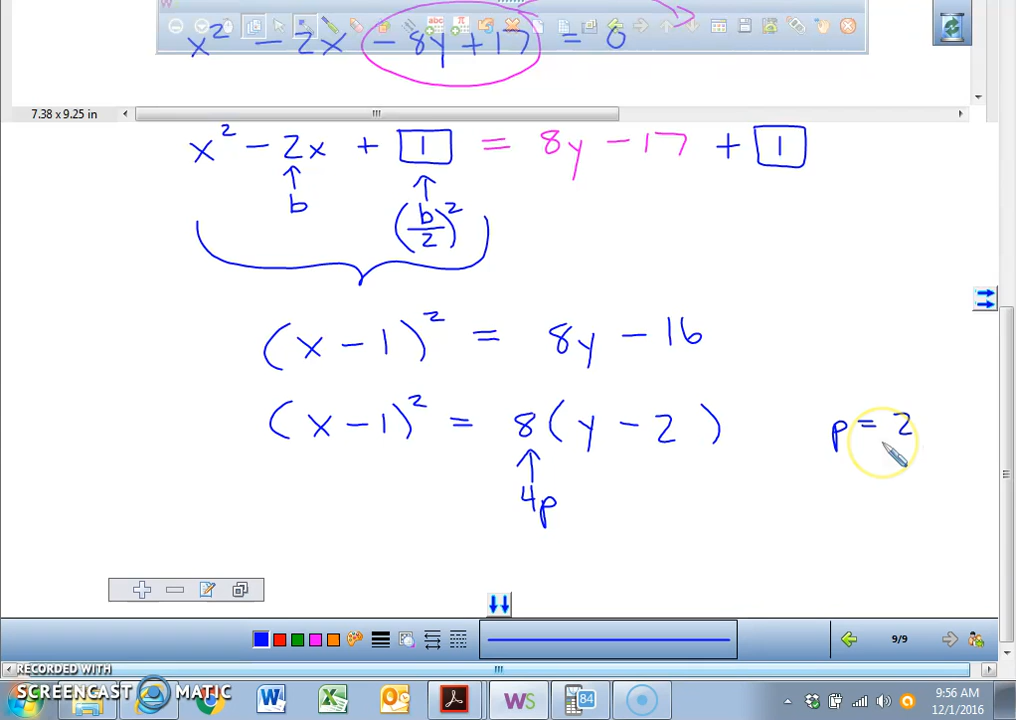 x² - 2x - 8y + 17 = 0
7.38 x 9.25 in
x² - 2x + 1 = 8y - 17 + 1
b
(b/2)²
(x - 1)² = 8y - 16
(x - 1)² = 8(y - 2)
p = 2
4p
9/9
RECORDED WITH
SCREENCAST MATIC
W
X
O
WS
84
9:56 AM
12/1/2016